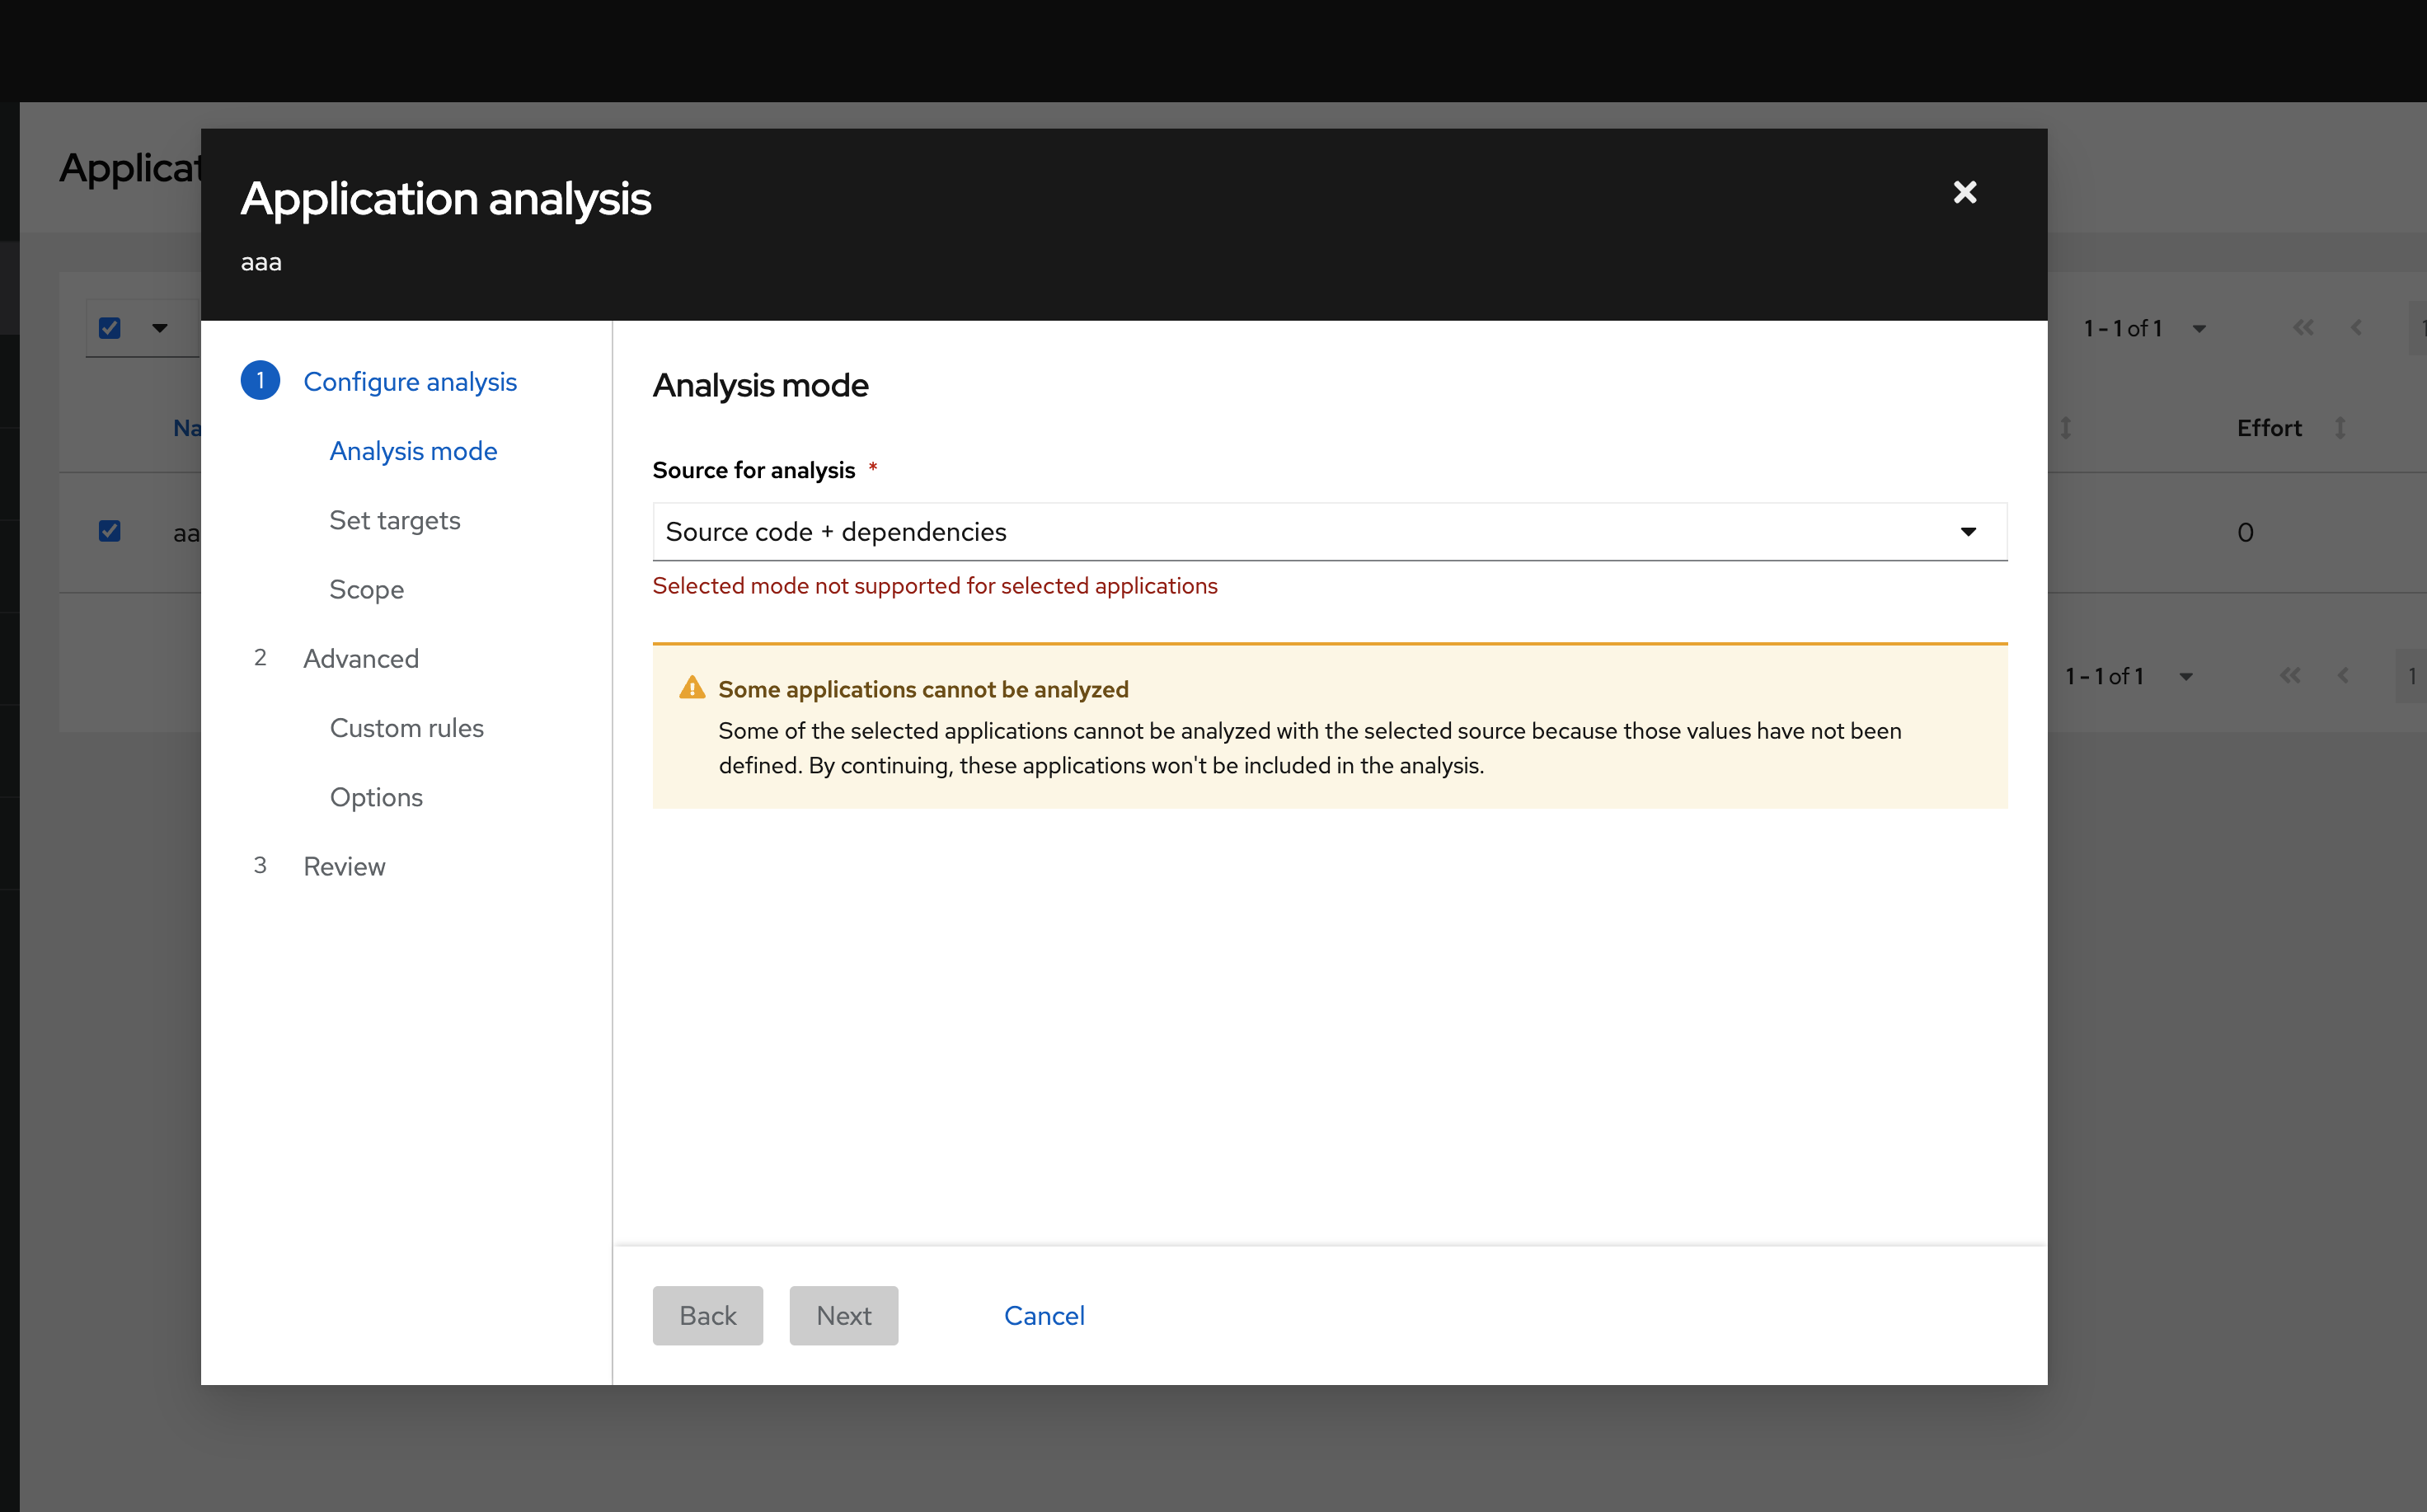 Applicat
Application analysis
aaa
1 - 1 of 1
1
1 Configure analysis
Analysis mode
Set targets
Scope
2 Advanced
Custom rules
Options
3 Review
Na
Effort
aa
0
1 - 1 of 1
1
Analysis mode
Source for analysis *
Source code + dependencies
Selected mode not supported for selected applications
Some applications cannot be analyzed
Some of the selected applications cannot be analyzed with the selected source because those values have not been
defined. By continuing, these applications won't be included in the analysis.
Back Next Cancel